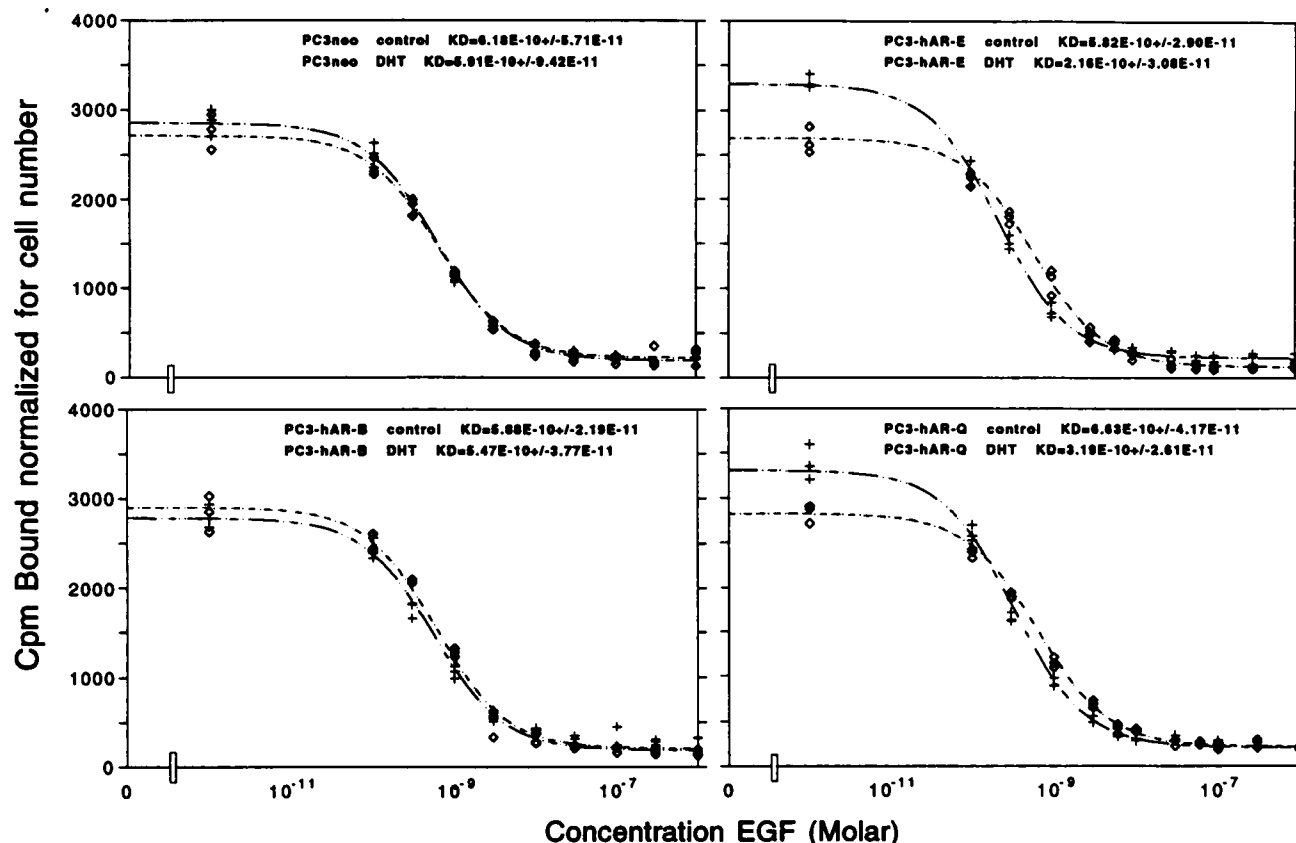 4000
3000
2000
1000
0
PC3neo control KD=6.18E-10+/-5.71E-11
PC3neo DHT KD=5.91E-10+/-9.42E-11
PC3-hAR-E control KD=5.82E-10+/-2.90E-11
PC3-hAR-E DHT KD=2.16E-10+/-3.08E-11
4000
3000
2000
1000
0
PC3-hAR-B control KD=5.88E-10+/-2.19E-11
PC3-hAR-B DHT KD=5.47E-10+/-3.77E-11
PC3-hAR-Q control KD=6.63E-10+/-4.17E-11
PC3-hAR-Q DHT KD=3.19E-10+/-2.61E-11
0 10-11 10-9 10-7
0 10-11 10-9 10-7
Cpm Bound normalized for cell number
Concentration EGF (Molar)